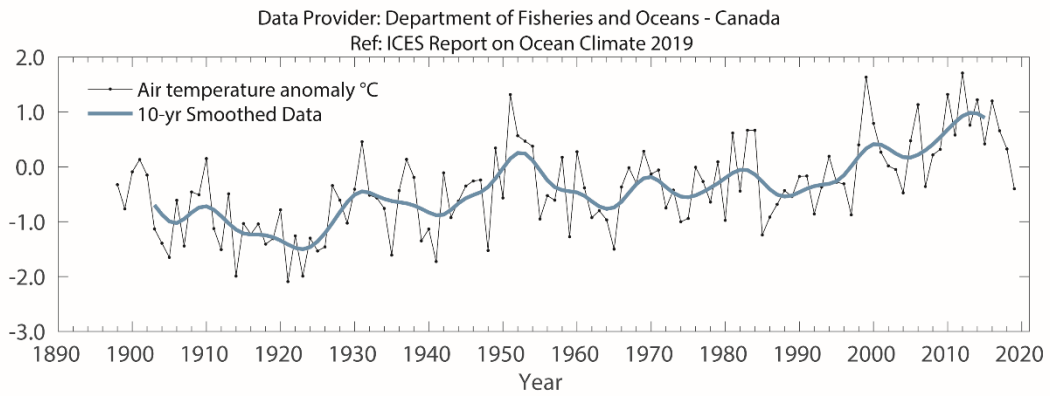 Data Provider: Department of Fisheries and Oceans - Canada
Ref: ICES Report on Ocean Climate 2019
2.0
Air temperature anomaly °C
1.0
10-yr Smoothed Data
0.0
-1.0
-2.0
-3.0
1890 1900 1910 1920 1930 1940 1950 1960 1970 1980 1990 2000 2010 2020
Year